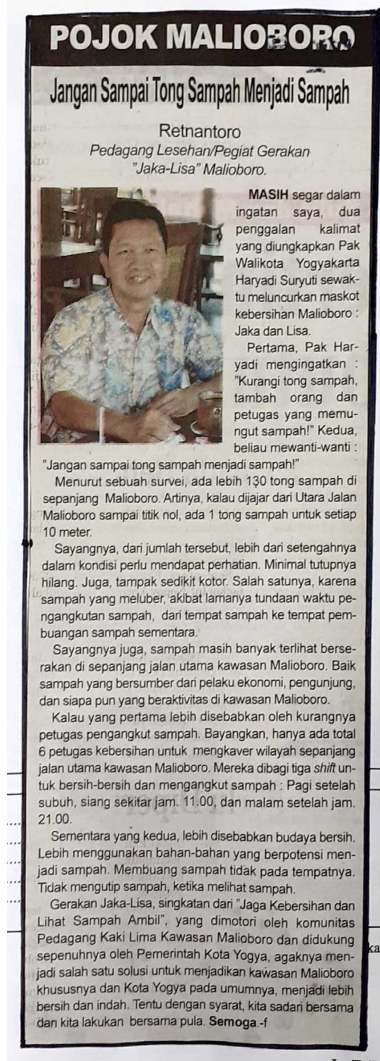 POJOK MALIOBORO
Jangan Sampai Tong Sampah Menjadi Sampah
Retnantoro
Pedagang Lesehan/Pegiat Gerakan
"Jaka-Lisa" Malioboro.
MASIH segar dalam
ingatan saya, dua
penggalan kalimat
yang diungkapkan Pak
Walikota Yogyakarta
Haryadi Suryuti sewak-
tu meluncurkan maskot
kebersihan Malioboro :
Jaka dan Lisa.
Pertama, Pak Har-
yadi mengingatkan :
"Kurangi tong sampah,
tambah orang dan
petugas yang memu-
ngut sampah!" Kedua,
beliau mewanti-wanti :
"Jangan sampai tong sampah menjadi sampah!"
Menurut sebuah survei, ada lebih 130 tong sampah di
sepanjang Malioboro. Artinya, kalau dijajar dari Utara Jalan
Malioboro sampai titik nol, ada 1 tong sampah untuk setiap
10 meter.
Sayangnya, dari jumlah tersebut, lebih dari setengahnya
dalam kondisi perlu mendapat perhatian. Minimal tutupnya
hilang. Juga, tampak sedikit kotor. Salah satunya, karena
sampah yang meluber, akibat lamanya tundaan waktu pe-
ngangkutan sampah, dari tempat sampah ke tempat pem-
buangan sampah sementara.
Sayangnya juga, sampah masih banyak terlihat berse-
rakan di sepanjang jalan utama kawasan Malioboro. Baik
sampah yang bersumber dari pelaku ekonomi, pengunjung,
dan siapa pun yang beraktivitas di kawasan Malioboro.
Kalau yang pertama lebih disebabkan oleh kurangnya
petugas pengangkut sampah. Bayangkan, hanya ada total
6 petugas kebersihan untuk mengkaver wilayah sepanjang
jalan utama kawasan Malioboro. Mereka dibagi tiga shift un-
tuk bersih-bersih dan mengangkut sampah : Pagi setelah
subuh, siang sekitar jam. 11.00, dan malam setelah jam.
21.00.
Sementara yang kedua, lebih disebabkan budaya bersih.
Lebih menggunakan bahan-bahan yang berpotensi men-
jadi sampah. Membuang sampah tidak pada tempatnya.
Tidak mengutip sampah, ketika melihat sampah.
Gerakan Jaka-Lisa, singkatan dari "Jaga Kebersihan dan
Lihat Sampah Ambil", yang dimotori oleh komunitas
Pedagang Kaki Lima Kawasan Malioboro dan didukung
sepenuhnya oleh Pemerintah Kota Yogya, agaknya men-
jadi salah satu solusi untuk menjadikan kawasan Malioboro
khususnya dan Kota Yogya pada umumnya, menjadi lebih
bersih dan indah. Tentu dengan syarat, kita sadari bersama
dan kita lakukan bersama pula. Semoga.-f